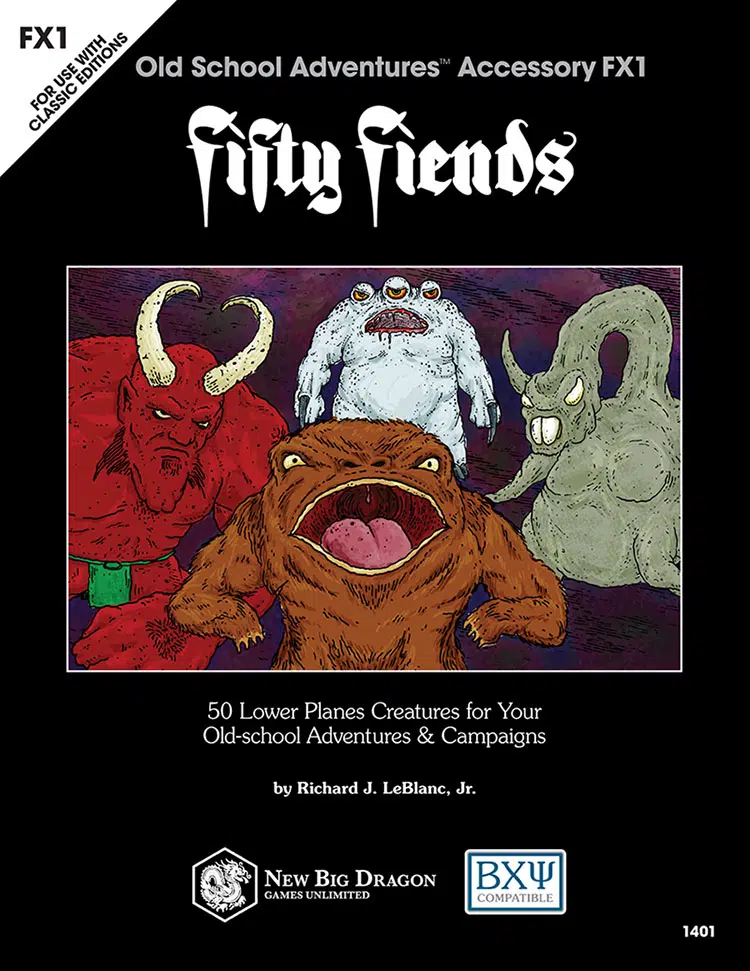 FX1
FOR USE WITH
CLASSIC EDITIONS
Old School Adventures™ Accessory FX1
Fifty Fiends
50 Lower Planes Creatures for Your
Old-school Adventures & Campaigns
by Richard J. LeBlanc, Jr.
NEW BIG DRAGON
GAMES UNLIMITED
BXΨ
COMPATIBLE
1401